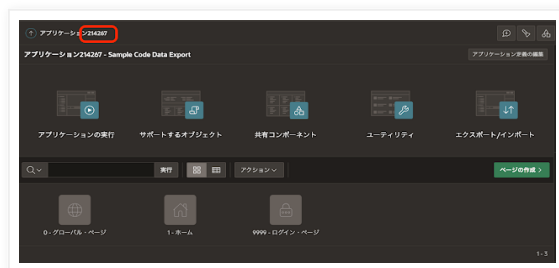 アプリケーション214267
アプリケーション214267 - Sample Code Data Export
アプリケーション定義の編集
アプリケーションの実行
サポートするオブジェクト
共有コンポーネント
ユーティリティ
エクスポート/インポート
実行
アクション
ページの作成
0 - グローバル・ページ
1 - ホーム
9999 - ログイン・ページ
1 - 3